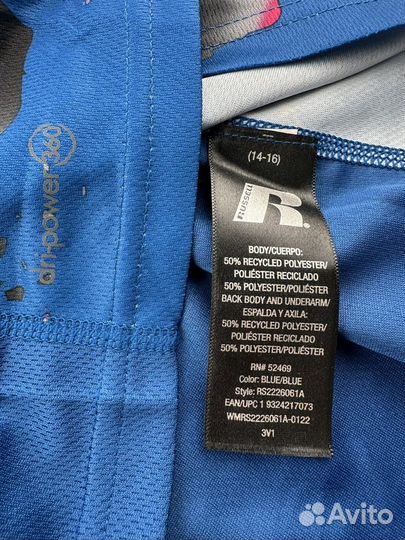 dri-power 360
(14-16)
RUSSELL
R
BODY/CUERPO:
50% RECYCLED POLYESTER/
POLIÉSTER RECICLADO
50% POLYESTER/POLIÉSTER
BACK BODY AND UNDERARM/
ESPALDA Y AXILA:
50% RECYCLED POLYESTER/
POLIÉSTER RECICLADO
50% POLYESTER/POLIÉSTER
RN# 52469
Color: BLUE/BLUE
Style: RS2226061A
EAN/UPC 1 9324217073
WMRS2226061A-0122
3V1
Avito